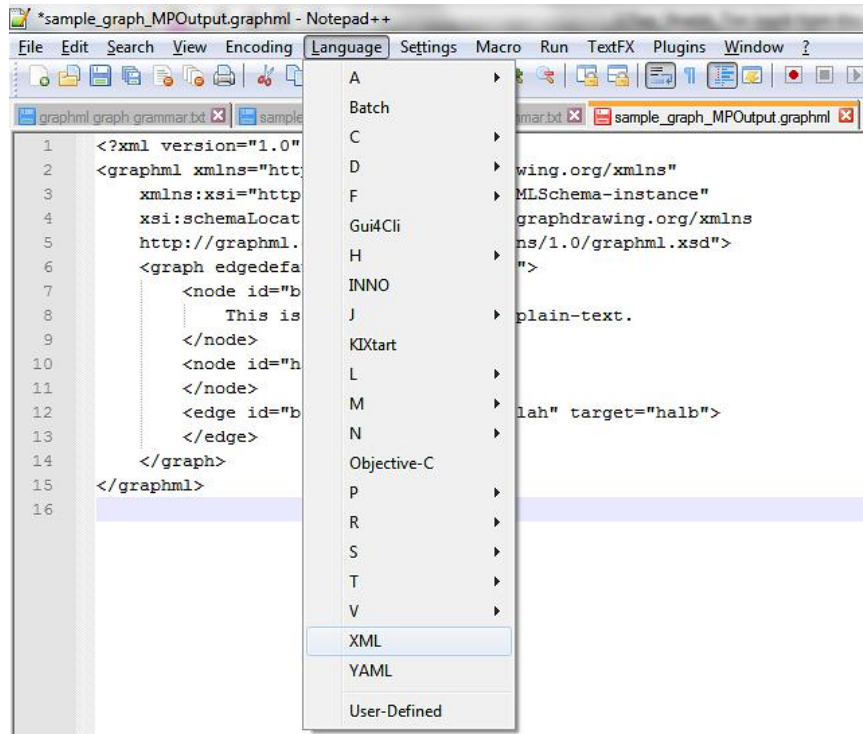 *sample_graph_MPOutput.graphml - Notepad++
File Edit Search View Encoding Language Settings Macro Run TextFX Plugins Window ?
graphml graph grammar.txt sample mmar.txt sample_graph_MPOutput.graphml
A
Batch
C
D
F
Gui4Cli
H
INNO
J
KIXtart
L
M
N
Objective-C
P
R
S
T
V
XML
YAML
User-Defined
1 <?xml version="1.0"
2 <graphml xmlns="htt wing.org/xmlns"
3 xmlns:xsi="http MLSchema-instance"
4 xsi:schemaLocat graphdrawing.org/xmlns
5 http://graphml. ns/1.0/graphml.xsd">
6 <graph edgedefa ">
7 <node id="b
8 This is plain-text.
9 </node>
10 <node id="h
11 </node>
12 <edge id="b lah" target="halb">
13 </edge>
14 </graph>
15 </graphml>
16